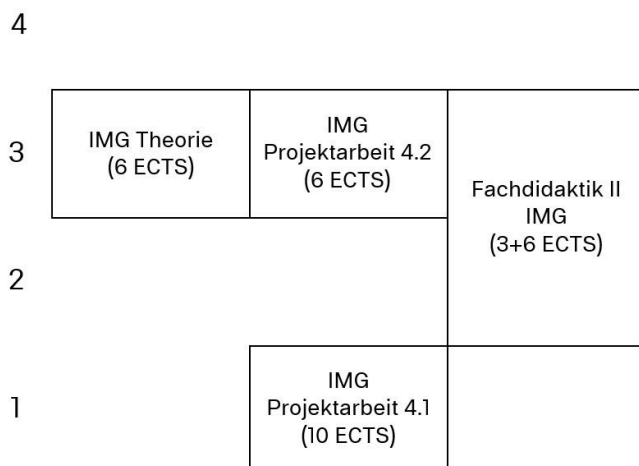 4
3
IMG Theorie
(6 ECTS)
IMG
Projektarbeit 4.2
(6 ECTS)
Fachdidaktik II
IMG
(3+6 ECTS)
2
1
IMG
Projektarbeit 4.1
(10 ECTS)